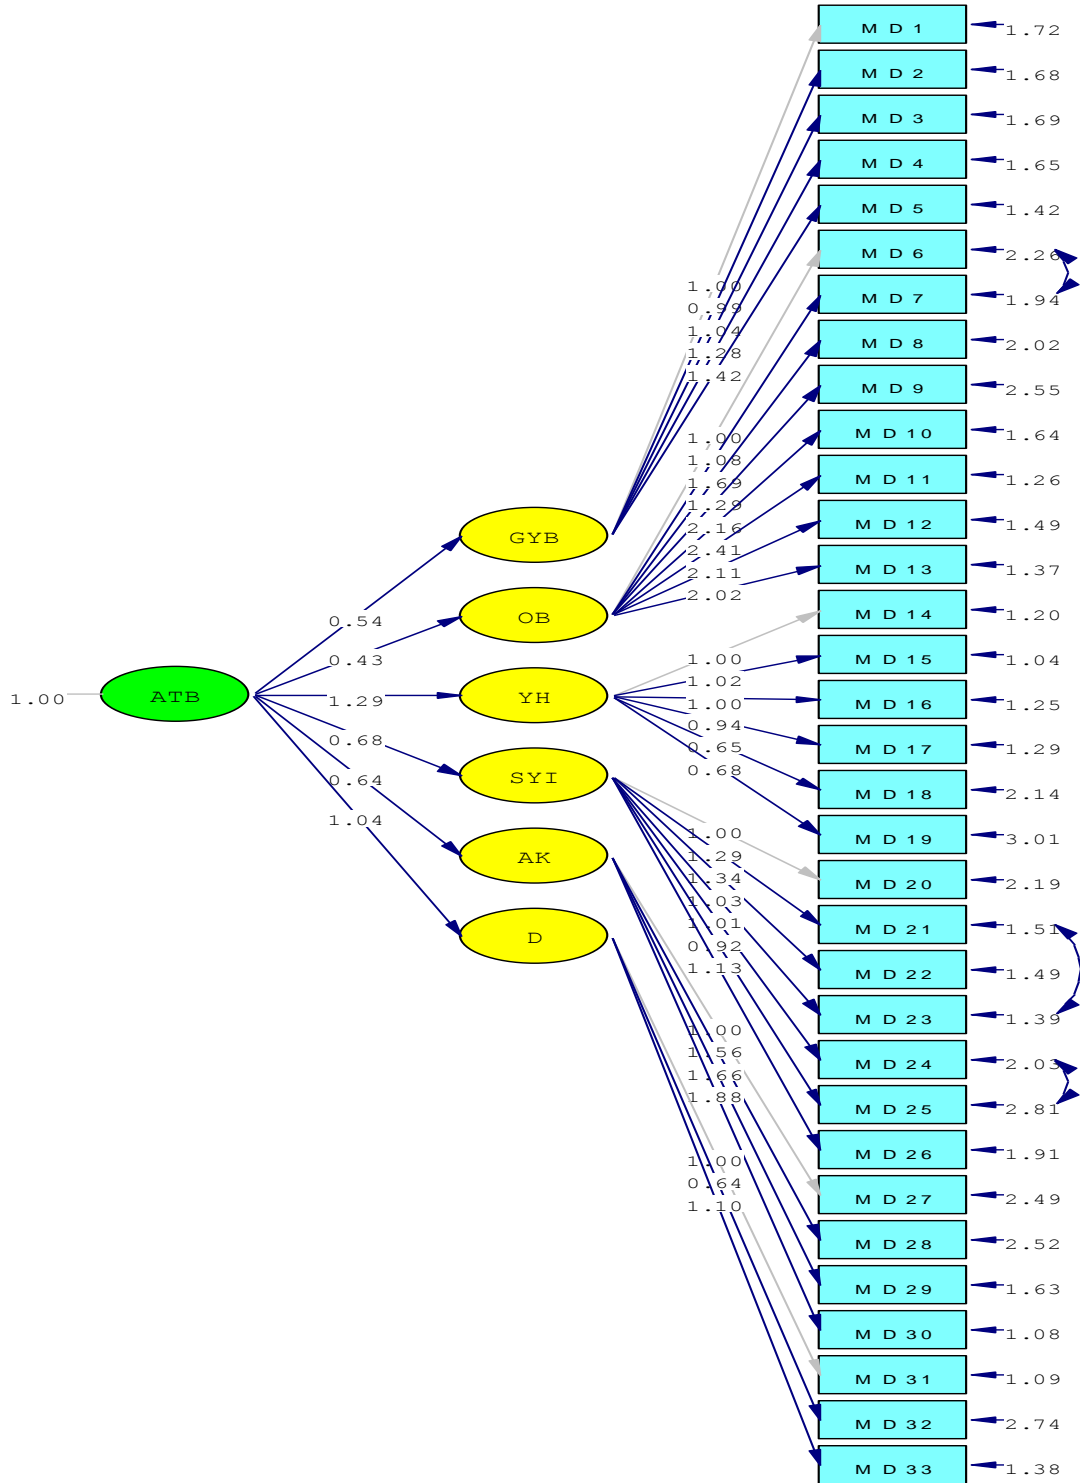 1.00
ATB
0.54
0.43
1.29
0.68
0.64
1.04
GYB
OB
YH
SYI
AK
D
1.00
0.99
1.04
1.28
1.42
1.00
1.08
1.69
1.29
2.16
2.41
2.11
2.02
1.00
1.02
1.00
0.94
0.65
0.68
1.00
1.29
1.34
1.03
1.01
0.92
1.13
1.00
1.56
1.66
1.88
1.00
0.64
1.10
MD1 1.72
MD2 1.68
MD3 1.69
MD4 1.65
MD5 1.42
MD6 2.26
MD7 1.94
MD8 2.02
MD9 2.55
MD10 1.64
MD11 1.26
MD12 1.49
MD13 1.37
MD14 1.20
MD15 1.04
MD16 1.25
MD17 1.29
MD18 2.14
MD19 3.01
MD20 2.19
MD21 1.51
MD22 1.49
MD23 1.39
MD24 2.03
MD25 2.81
MD26 1.91
MD27 2.49
MD28 2.52
MD29 1.63
MD30 1.08
MD31 1.09
MD32 2.74
MD33 1.38